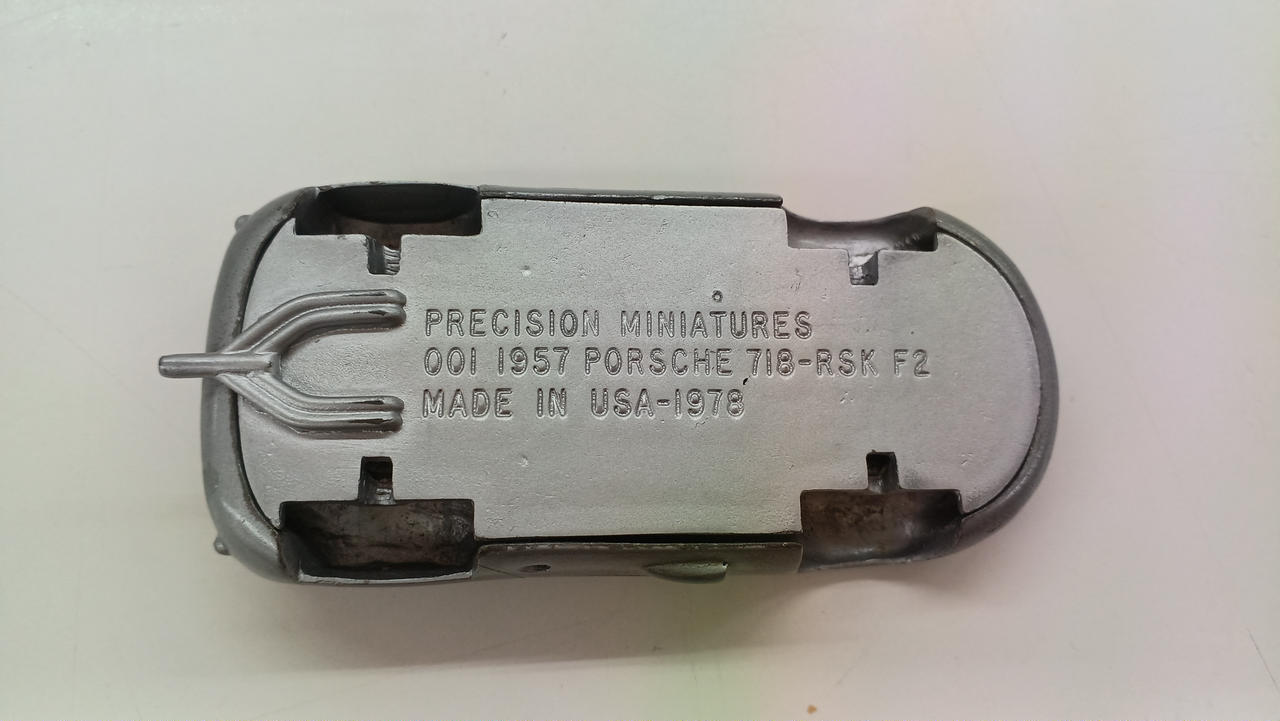 PRECISION MINIATURES
001 1957 PORSCHE 718-RSK F2
MADE IN USA-1978